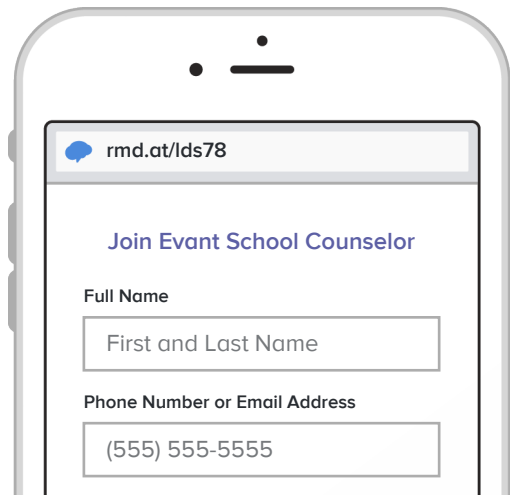 rmd.at/lds78
Join Evant School Counselor
Full Name
First and Last Name
Phone Number or Email Address
(555) 555-5555